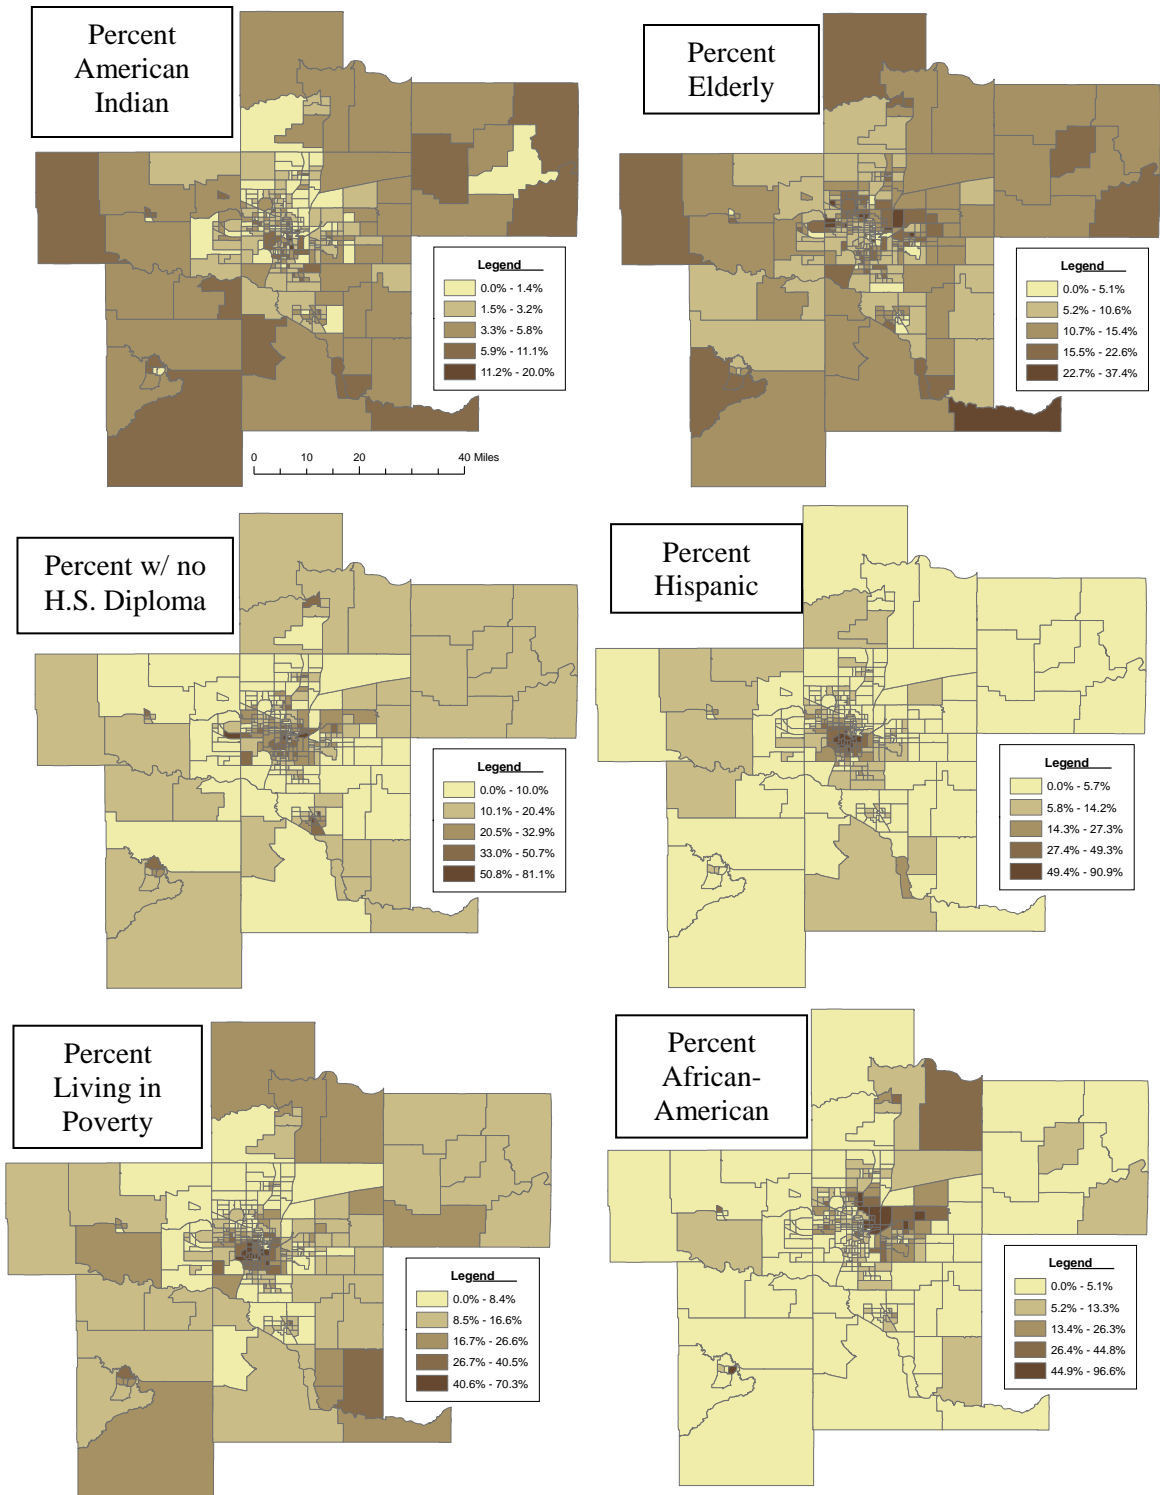 Percent
American
Indian
Legend
0.0% - 1.4%
1.5% - 3.2%
3.3% - 5.8%
5.9% - 11.1%
11.2% - 20.0%
0 10 20 40 Miles
Percent
Elderly
Legend
0.0% - 5.1%
5.2% - 10.6%
10.7% - 15.4%
15.5% - 22.6%
22.7% - 37.4%
Percent w/ no
H.S. Diploma
Legend
0.0% - 10.0%
10.1% - 20.4%
20.5% - 32.9%
33.0% - 50.7%
50.8% - 81.1%
Percent
Hispanic
Legend
0.0% - 5.7%
5.8% - 14.2%
14.3% - 27.3%
27.4% - 49.3%
49.4% - 90.9%
Percent
Living in
Poverty
Legend
0.0% - 8.4%
8.5% - 16.6%
16.7% - 26.6%
26.7% - 40.5%
40.6% - 70.3%
Percent
African-
American
Legend
0.0% - 5.1%
5.2% - 13.3%
13.4% - 26.3%
26.4% - 44.8%
44.9% - 96.6%